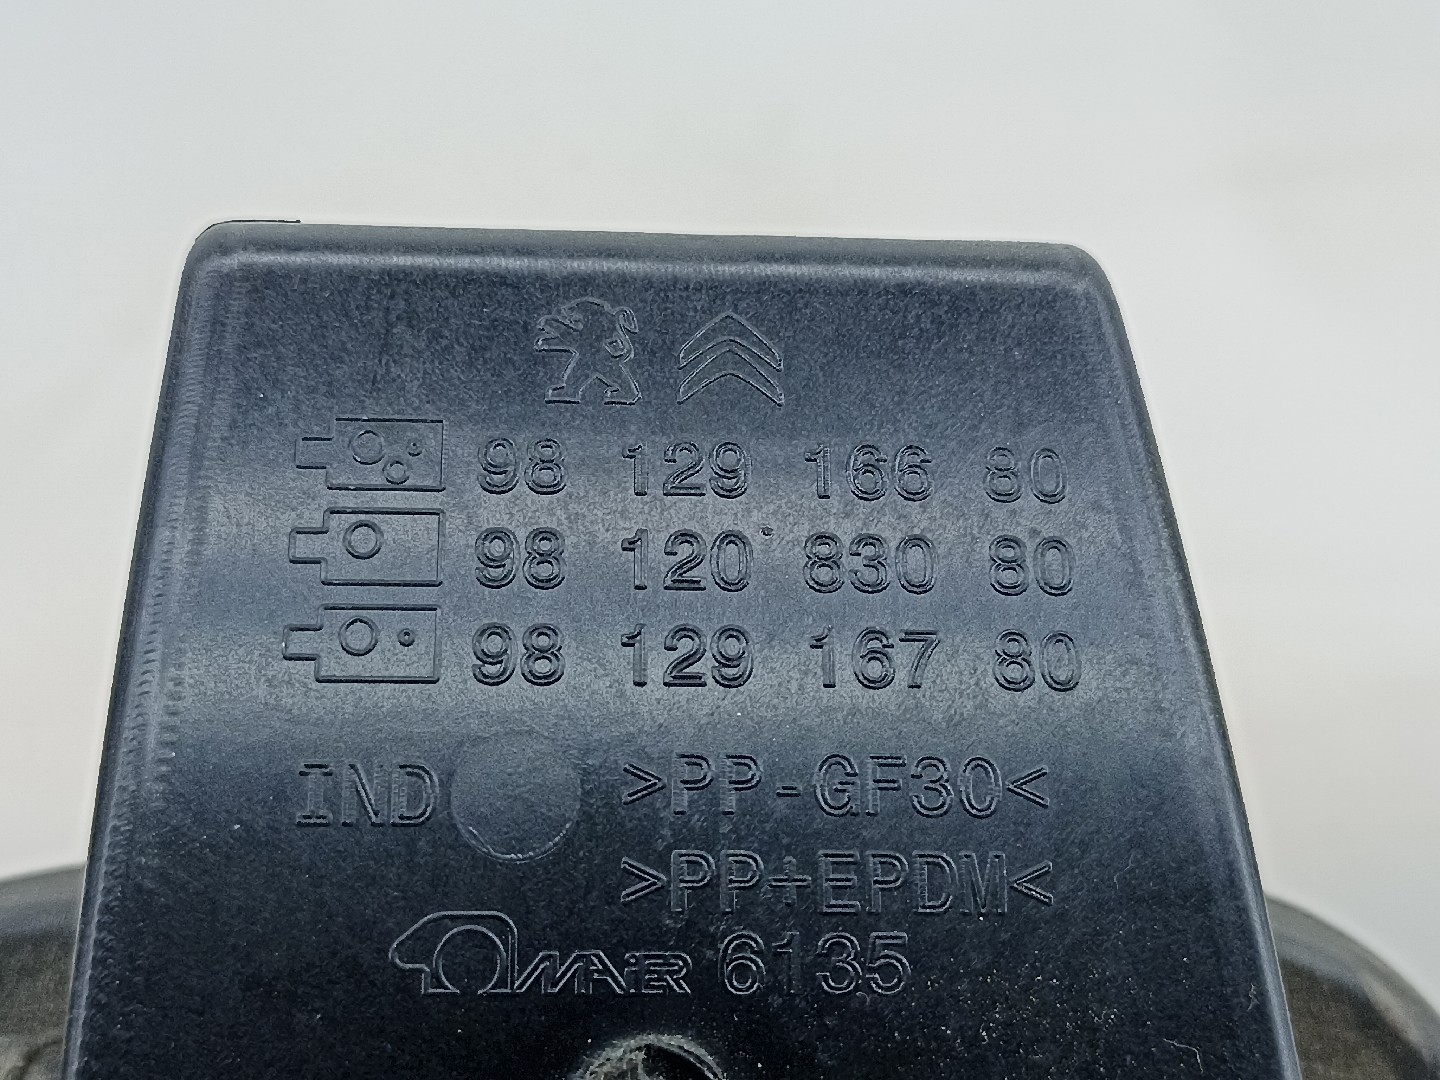 98 129 166 80
98 120 830 80
98 129 167 80
IND >PP-GF30<
>PP+EPDM<
MAiER 6135